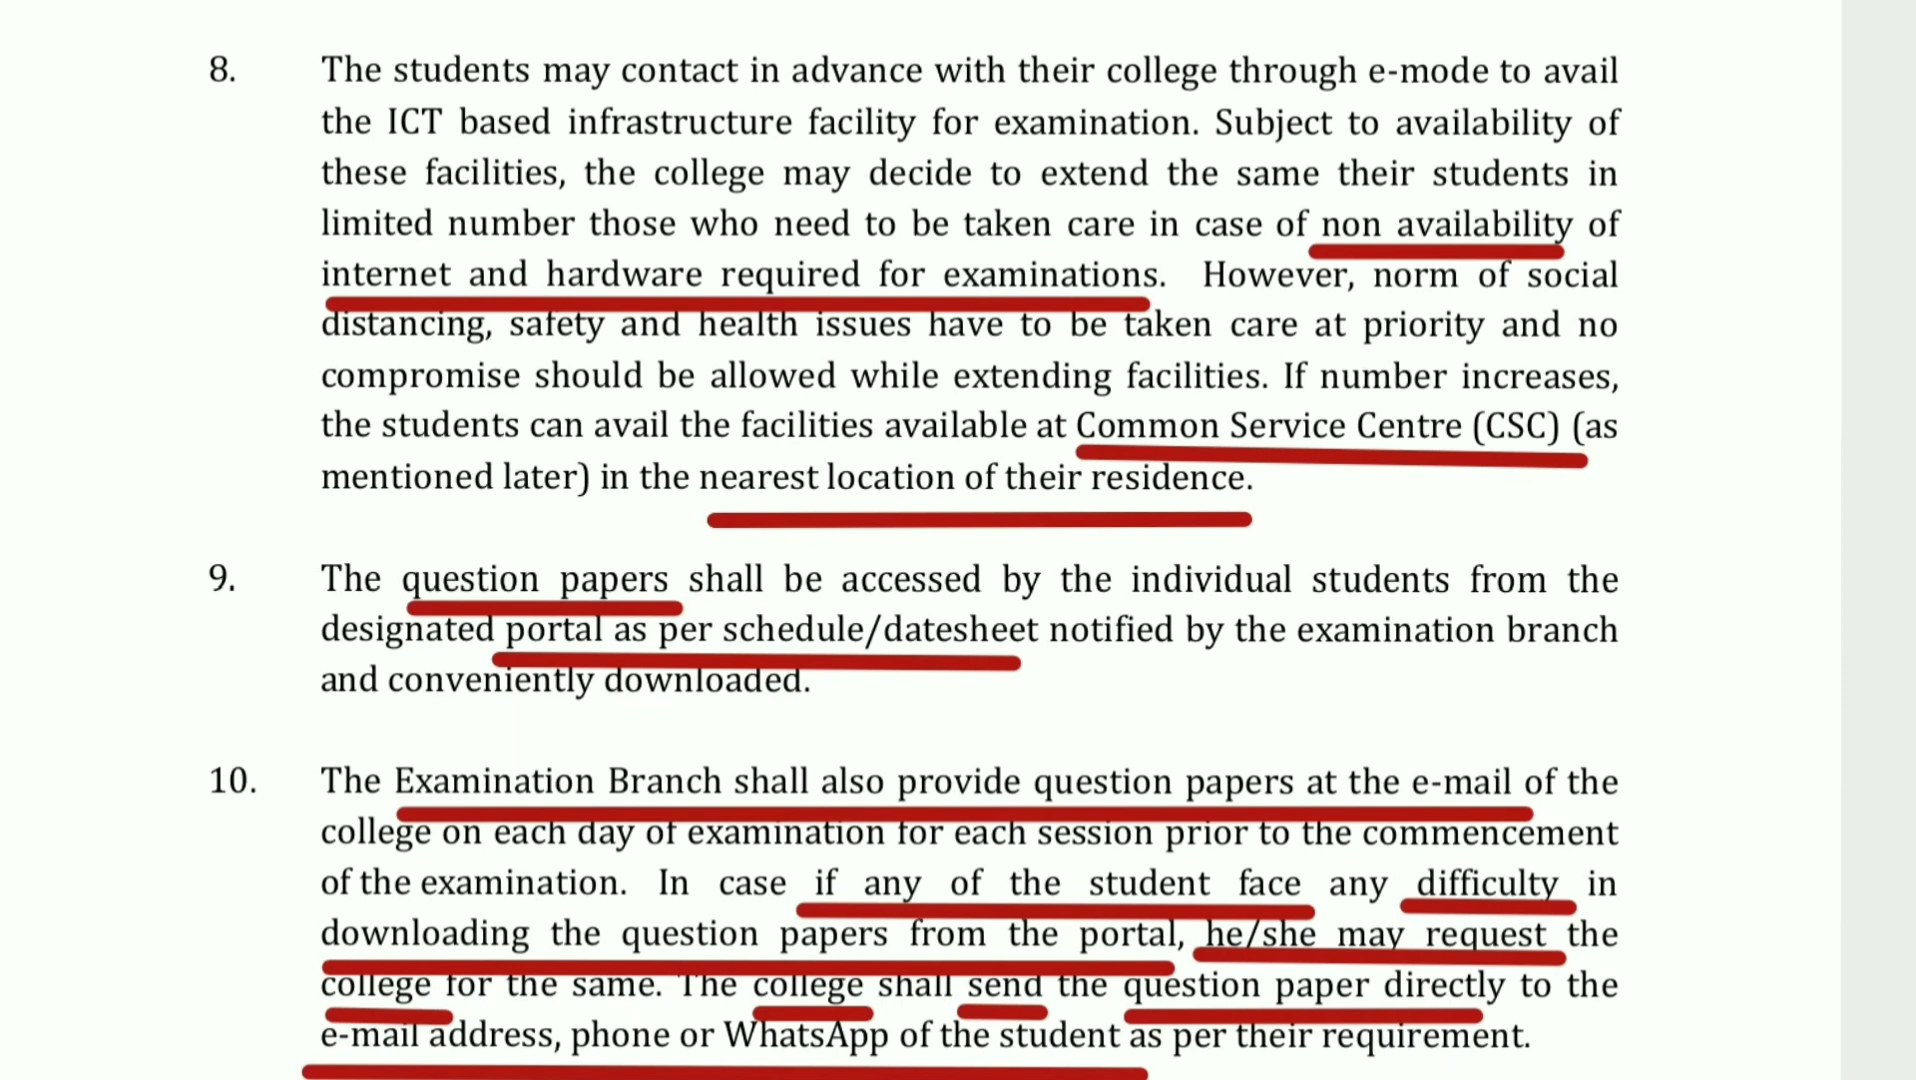 8. The students may contact in advance with their college through e-mode to avail
the ICT based infrastructure facility for examination. Subject to availability of
these facilities, the college may decide to extend the same their students in
limited number those who need to be taken care in case of non availability of
internet and hardware required for examinations. However, norm of social
distancing, safety and health issues have to be taken care at priority and no
compromise should be allowed while extending facilities. If number increases,
the students can avail the facilities available at Common Service Centre (CSC) (as
mentioned later) in the nearest location of their residence.
9. The question papers shall be accessed by the individual students from the
designated portal as per schedule/datesheet notified by the examination branch
and conveniently downloaded.
10. The Examination Branch shall also provide question papers at the e-mail of the
college on each day of examination for each session prior to the commencement
of the examination. In case if any of the student face any difficulty in
downloading the question papers from the portal, he/she may request the
college for the same. The college shall send the question paper directly to the
e-mail address, phone or WhatsApp of the student as per their requirement.